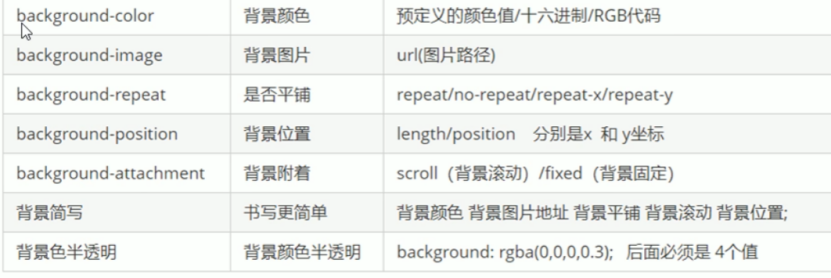 background-color 背景颜色 预定义的颜色值/十六进制/RGB代码
background-image 背景图片 url(图片路径)
background-repeat 是否平铺 repeat/no-repeat/repeat-x/repeat-y
background-position 背景位置 length/position 分别是x 和 y坐标
background-attachment 背景附着 scroll（背景滚动）/fixed（背景固定）
背景简写 书写更简单 背景颜色 背景图片地址 背景平铺 背景滚动 背景位置;
背景色半透明 背景颜色半透明 background: rgba(0,0,0,0.3); 后面必须是 4个值